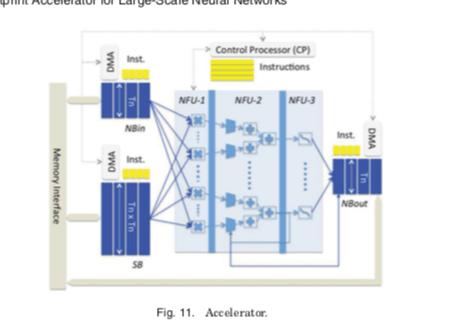 tprint Accelerator for Large-Scale Neural Networks
Control Processor (CP)
Instructions
DMA
Inst.
Tn
NBin
NFU-1
NFU-2
NFU-3
Memory Interface
DMA
Inst.
Tn x Tn
SB
Inst.
DMA
Tn
NBout
Fig. 11. Accelerator.